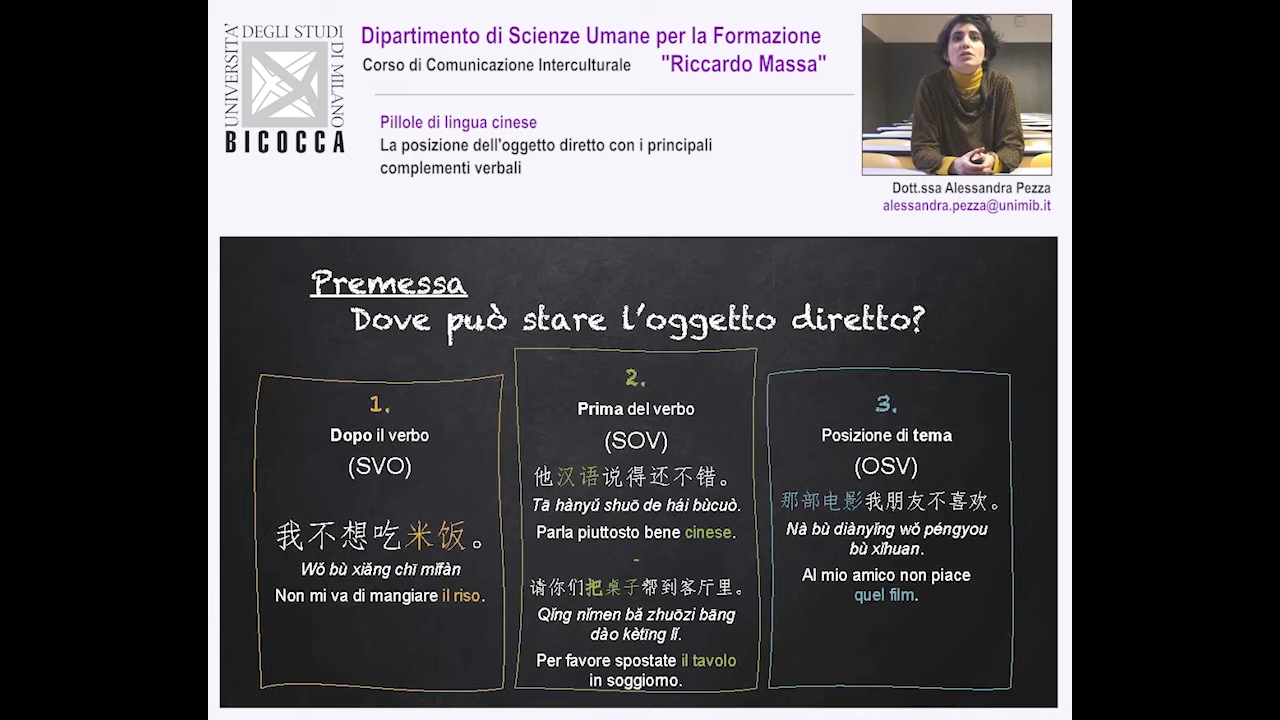 UNIVERSITA' DEGLI STUDI DI MILANO
BICOCCA
Dipartimento di Scienze Umane per la Formazione
Corso di Comunicazione Interculturale "Riccardo Massa"
Pillole di lingua cinese
La posizione dell'oggetto diretto con i principali
complementi verbali
Dott.ssa Alessandra Pezza
alessandra.pezza@unimib.it
Premessa
Dove può stare l'oggetto diretto?
1.
Dopo il verbo
(SVO)
我不想吃米饭。
Wǒ bù xiǎng chī mǐfàn
Non mi va di mangiare il riso.
2.
Prima del verbo
(SOV)
他汉语说得还不错。
Tā hànyǔ shuō de hái bùcuò.
Parla piuttosto bene cinese.
-
请你们把桌子帮到客厅里。
Qǐng nǐmen bǎ zhuōzi bāng
dào kètīng lǐ.
Per favore spostate il tavolo
in soggiorno.
3.
Posizione di tema
(OSV)
那部电影我朋友不喜欢。
Nà bù diànyǐng wǒ péngyou
bù xǐhuan.
Al mio amico non piace
quel film.